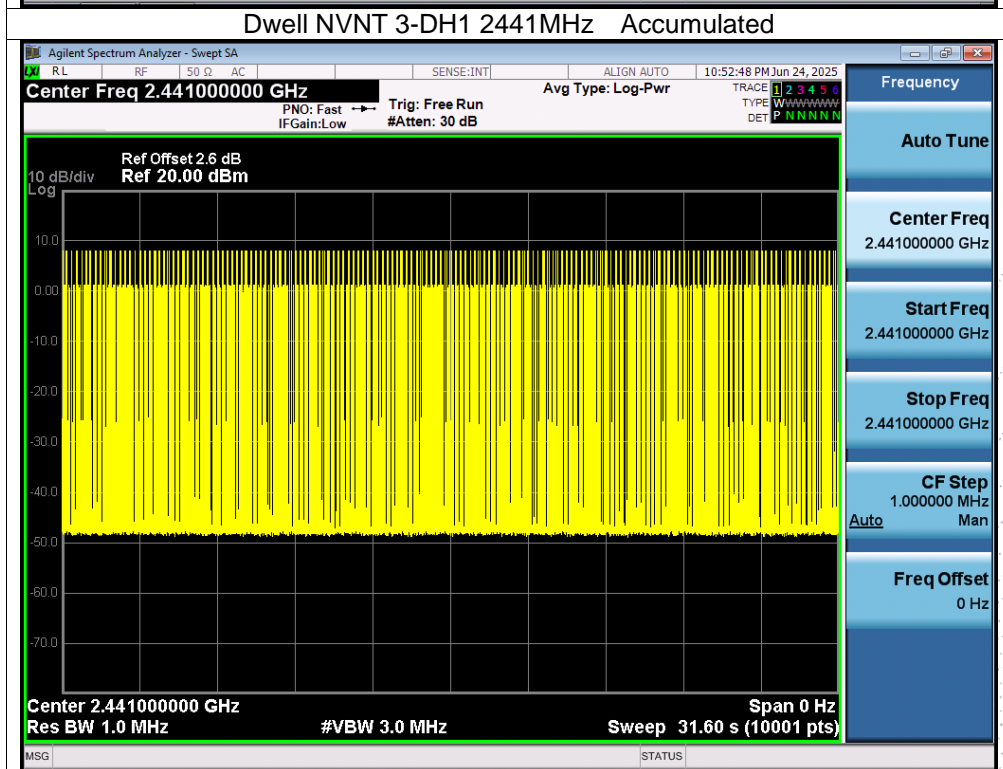 Dwell NVNT 3-DH1 2441MHz Accumulated
Agilent Spectrum Analyzer - Swept SA
LXI RL RF 50 Ω AC SENSE:INT ALIGN AUTO 10:52:48 PM Jun 24, 2025
Center Freq 2.441000000 GHz
PNO: Fast
IFGain:Low
Trig: Free Run
#Atten: 30 dB
Avg Type: Log-Pwr
TRACE 1 2 3 4 5 6
TYPE W W W W W W
DET P N N N N N
Ref Offset 2.6 dB
10 dB/div Ref 20.00 dBm
Log
10.0
0.00
-10.0
-20.0
-30.0
-40.0
-50.0
-60.0
-70.0
Center 2.441000000 GHz Span 0 Hz
Res BW 1.0 MHz #VBW 3.0 MHz Sweep 31.60 s (10001 pts)
MSG STATUS
Frequency
Auto Tune
Center Freq
2.441000000 GHz
Start Freq
2.441000000 GHz
Stop Freq
2.441000000 GHz
CF Step
1.000000 MHz
Auto Man
Freq Offset
0 Hz